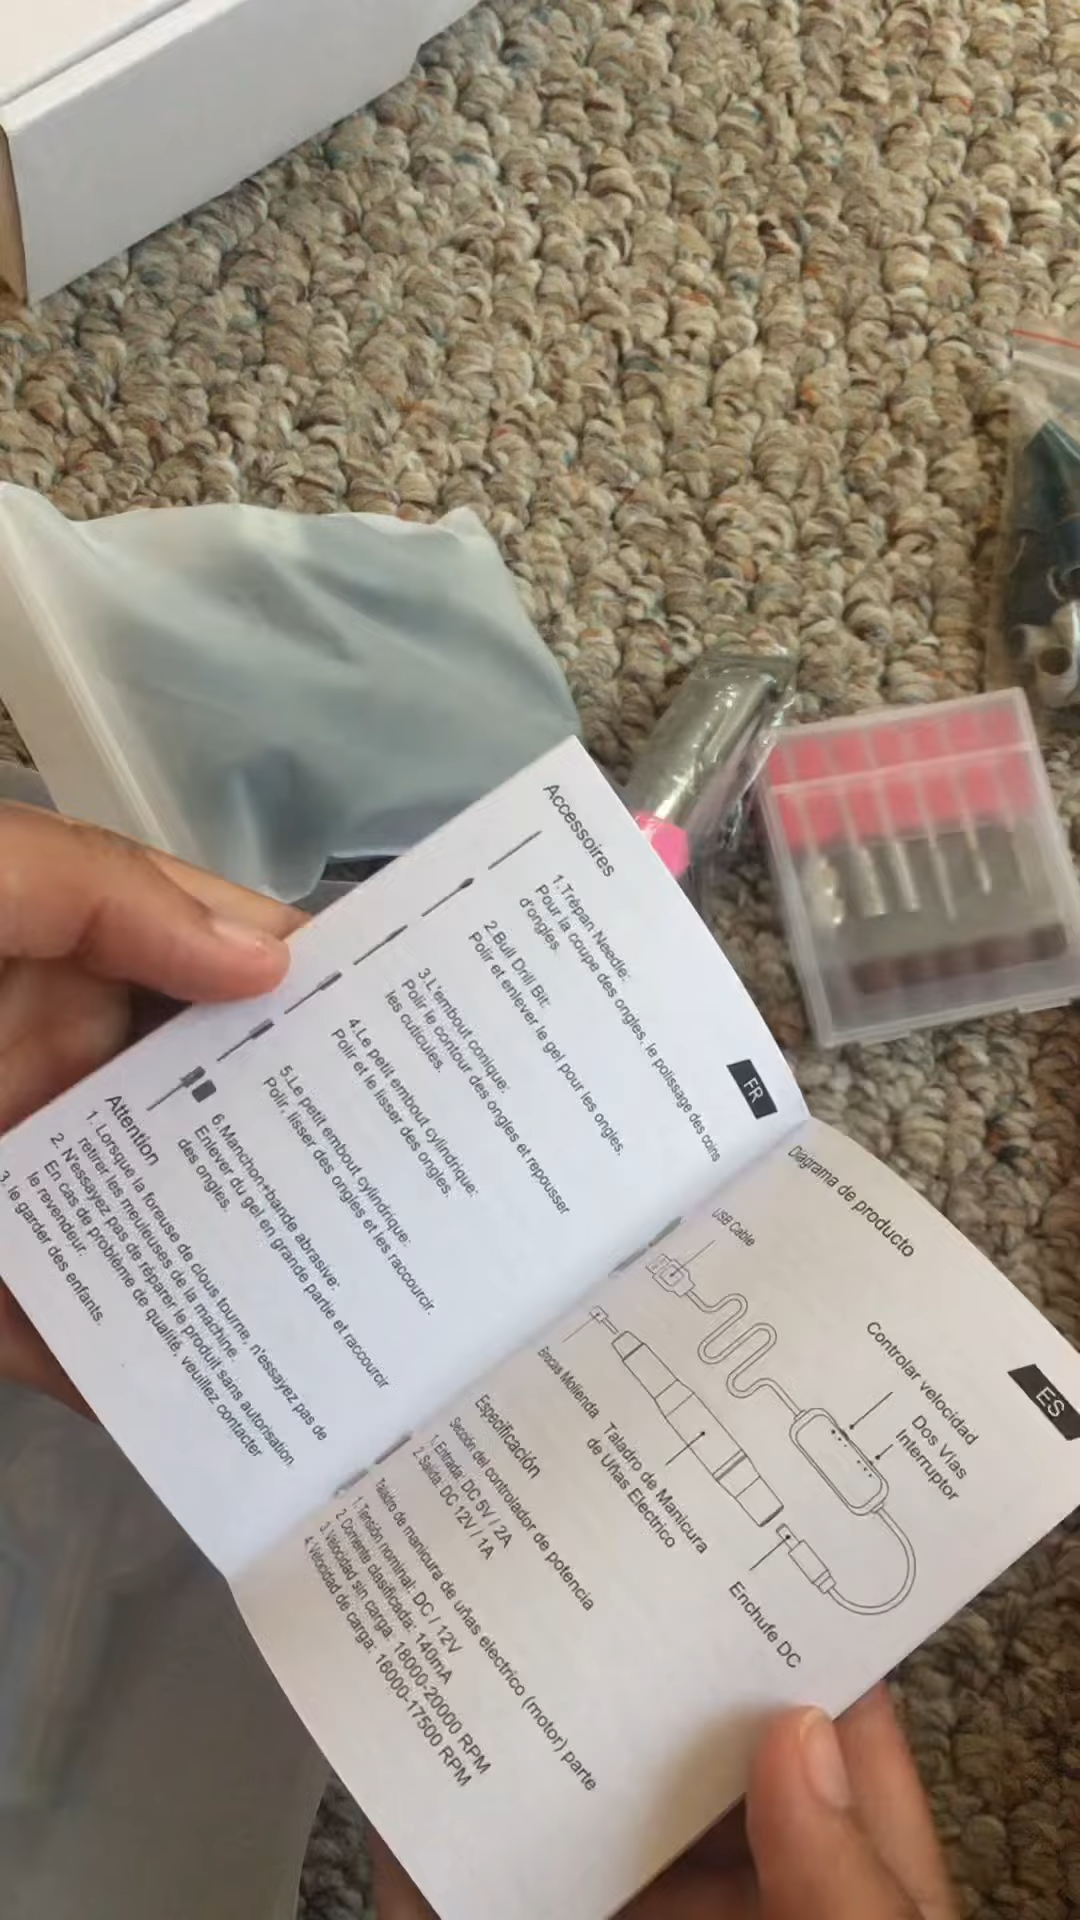 Accessoires
1.Trépan Needle:
Pour la coupe des ongles, le polissage des coins
d'ongles.
2.Bull Drill Bit:
Polir et enlever le gel pour les ongles.
3.L'embout conique:
Polir le contour des ongles et repousser
les cuticules.
4.Le petit embout cylindrique:
Polir et le lisser des ongles.
5.Le petit embout cylindrique:
Polir, lisser des ongles et les raccourcir.
6.Manchon+bande abrasive:
Enlever du gel en grande partie et raccourcir
des ongles.
Attention
1. Lorsque la foreuse de clous tourne, n'essayez pas de
retirer les meuleuses de la machine.
2. N'essayez pas de réparer le produit sans autorisation.
En cas de problème de qualité, veuillez contacter
le revendeur.
3. le garder des enfants.
FR
ES
Diagrama de producto
USB Cable
Controlar velocidad
Dos Vías
Interruptor
Brocas Mollenda
Taladro de Manicura
de Uñas Electrico
Enchufe DC
Especificación
Sección del controlador de potencia
1. Entrada: DC 5V / 2A
2. Salida: DC 12V / 1A
Taladro de manicura de uñas electrico (motor) parte
1. Tensión nominal: DC / 12V
2. Corriente clasificada: 140mA
3. Velocidad sin carga: 18000-20000 RPM
4. Velocidad de carga: 16000-17500 RPM